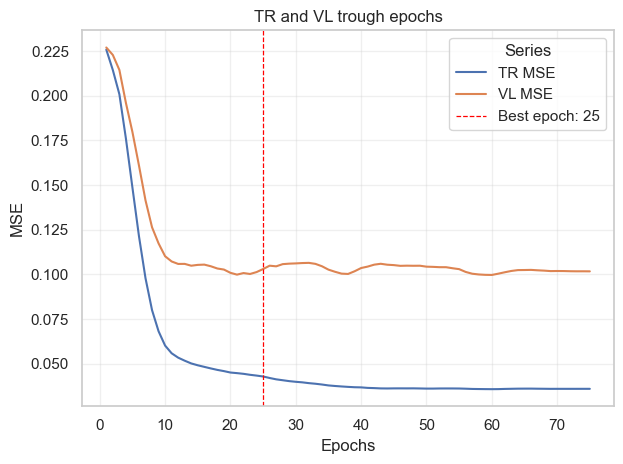 TR and VL trough epochs
Series
TR MSE
VL MSE
Best epoch: 25
MSE
0.225
0.200
0.175
0.150
0.125
0.100
0.075
0.050
0 10 20 30 40 50 60 70
Epochs